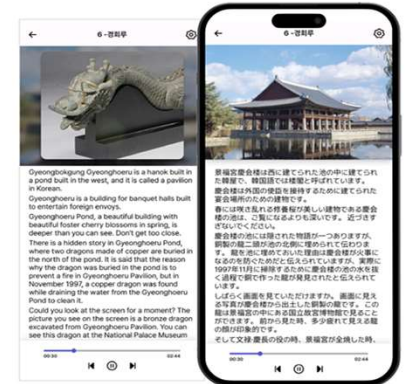 6 -경회루
Gyeongbokgung Gyeonghoeru is a hanok built in
a pond built in the west, and it is called a pavilion
in Korean.
Gyeonghoeru is a building for banquet halls built
to entertain foreign envoys.
Gyeonghoeru Pond, a beautiful building with
beautiful foster cherry blossoms in spring, is
deeper than you can see. Don't get too close.
There is a hidden story in Gyeonghoeru Pond,
where two dragons made of copper are buried in
the north of the pond. It is said that the reason
why the dragon was buried in the pond is to
prevent a fire in Gyeonghoeru Pavilion, but in
November 1997, a copper dragon was found
while draining the water from the Gyeonghoeru
Pond to clean it.
Could you look at the screen for a moment? The
picture you see on the screen is a bronze dragon
excavated from Gyeonghoeru Pavilion. You can
see this dragon at the National Palace Museum
00:30
02:44
6 -경회루
景福宮慶会楼は西に建てられた池の中に建てられ
た韓屋で、韓国語では楼閣と呼ばれています。
慶会楼は外国の使臣を接待するために建てられた
宴会場所のための建物です。
春には咲き乱れる修養桜が美しい建物である慶会
楼の池は、ご覧になるよりも深いです。 近づきす
ぎないでください。
慶会楼の池には隠された物語が一つありますが、
銅製の龍二頭が池の北側に埋められて伝わりま
す。 龍を池に埋めておいた理由は慶会楼が火事に
なるのを防ぐためだと伝えられていますが、 実際に
1997年11月に掃除するために慶会楼の池の水を抜
く過程で銅で作った龍が発見されたと伝えられて
います。
しばらく画面を見ていただけますか。 画面に見え
る写真が慶会楼から出土した銅製の龍です。 この
龍は景福宮の中にある国立故宮博物館で見ること
ができます。 前から見た時、多少疲れて見える龍
の顔が印象的です。
そして文禄·慶長の役の時、景福宮が全焼した時、
00:30
02:44